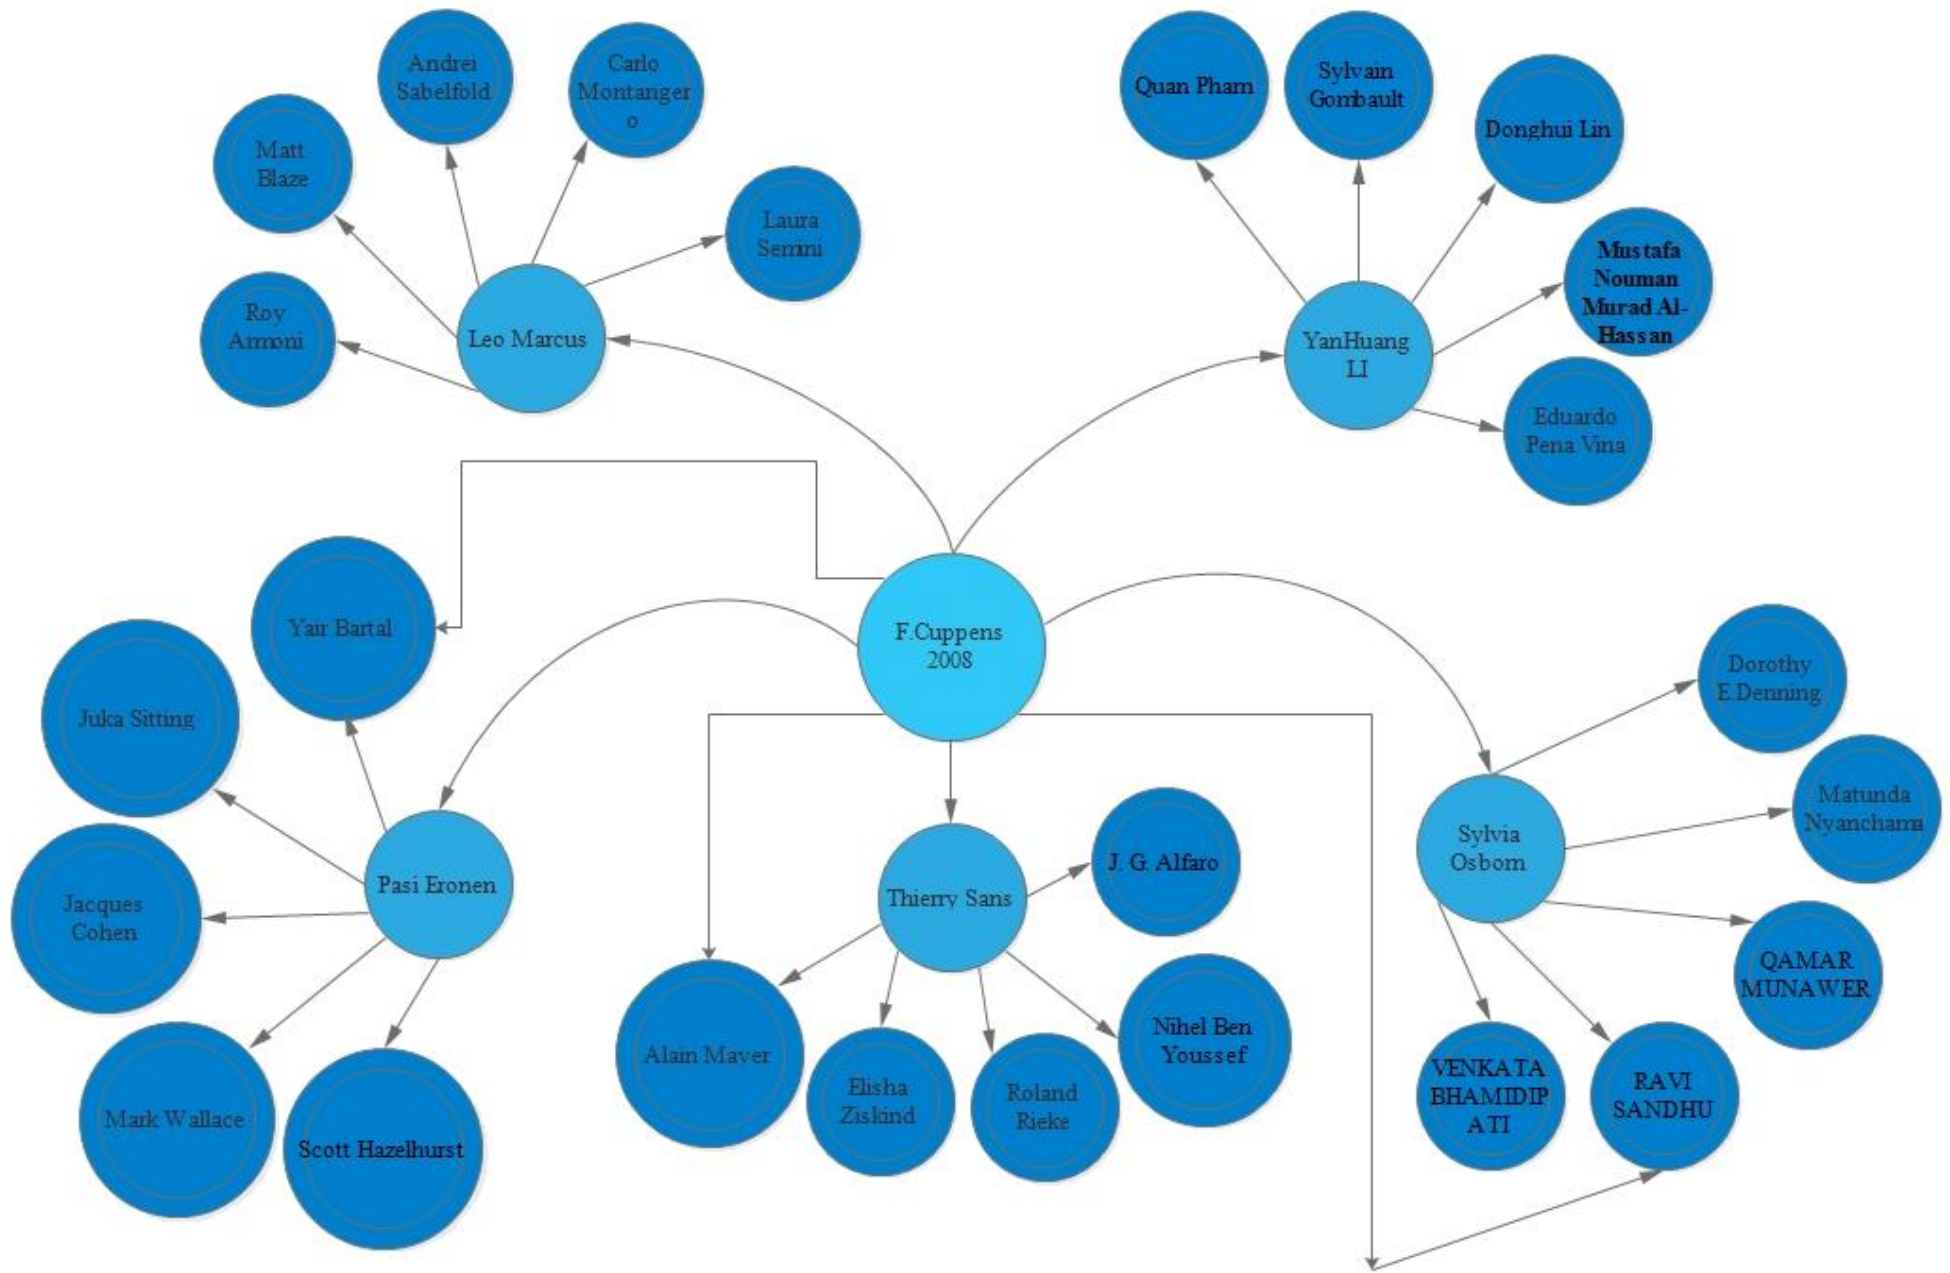 Andrei
Sabelfold
Carlo
Montanger
o
Matt
Blaze
Laura
Semini
Roy
Armoni
Leo Marcus
Quan Pham
Sylvain
Gombault
Donghui Lin
Mustafa
Nouman
Murad Al-
Hassan
YanHuang
LI
Eduardo
Pena Vina
F.Cuppens
2008
Yair Bartal
Juka Sitting
Jacques
Cohen
Pasi Eronen
Mark Wallace
Scott Hazelhurst
Thierry Sans
J. G. Alfaro
Alain Maver
Elisha
Ziskind
Roland
Rieke
Nihel Ben
Youssef
Dorothy
E.Denning
Matunda
Nyanchama
Sylvia
Osborn
QAMAR
MUNAWER
VENKATA
BHAMIDIP
ATI
RAVI
SANDHU